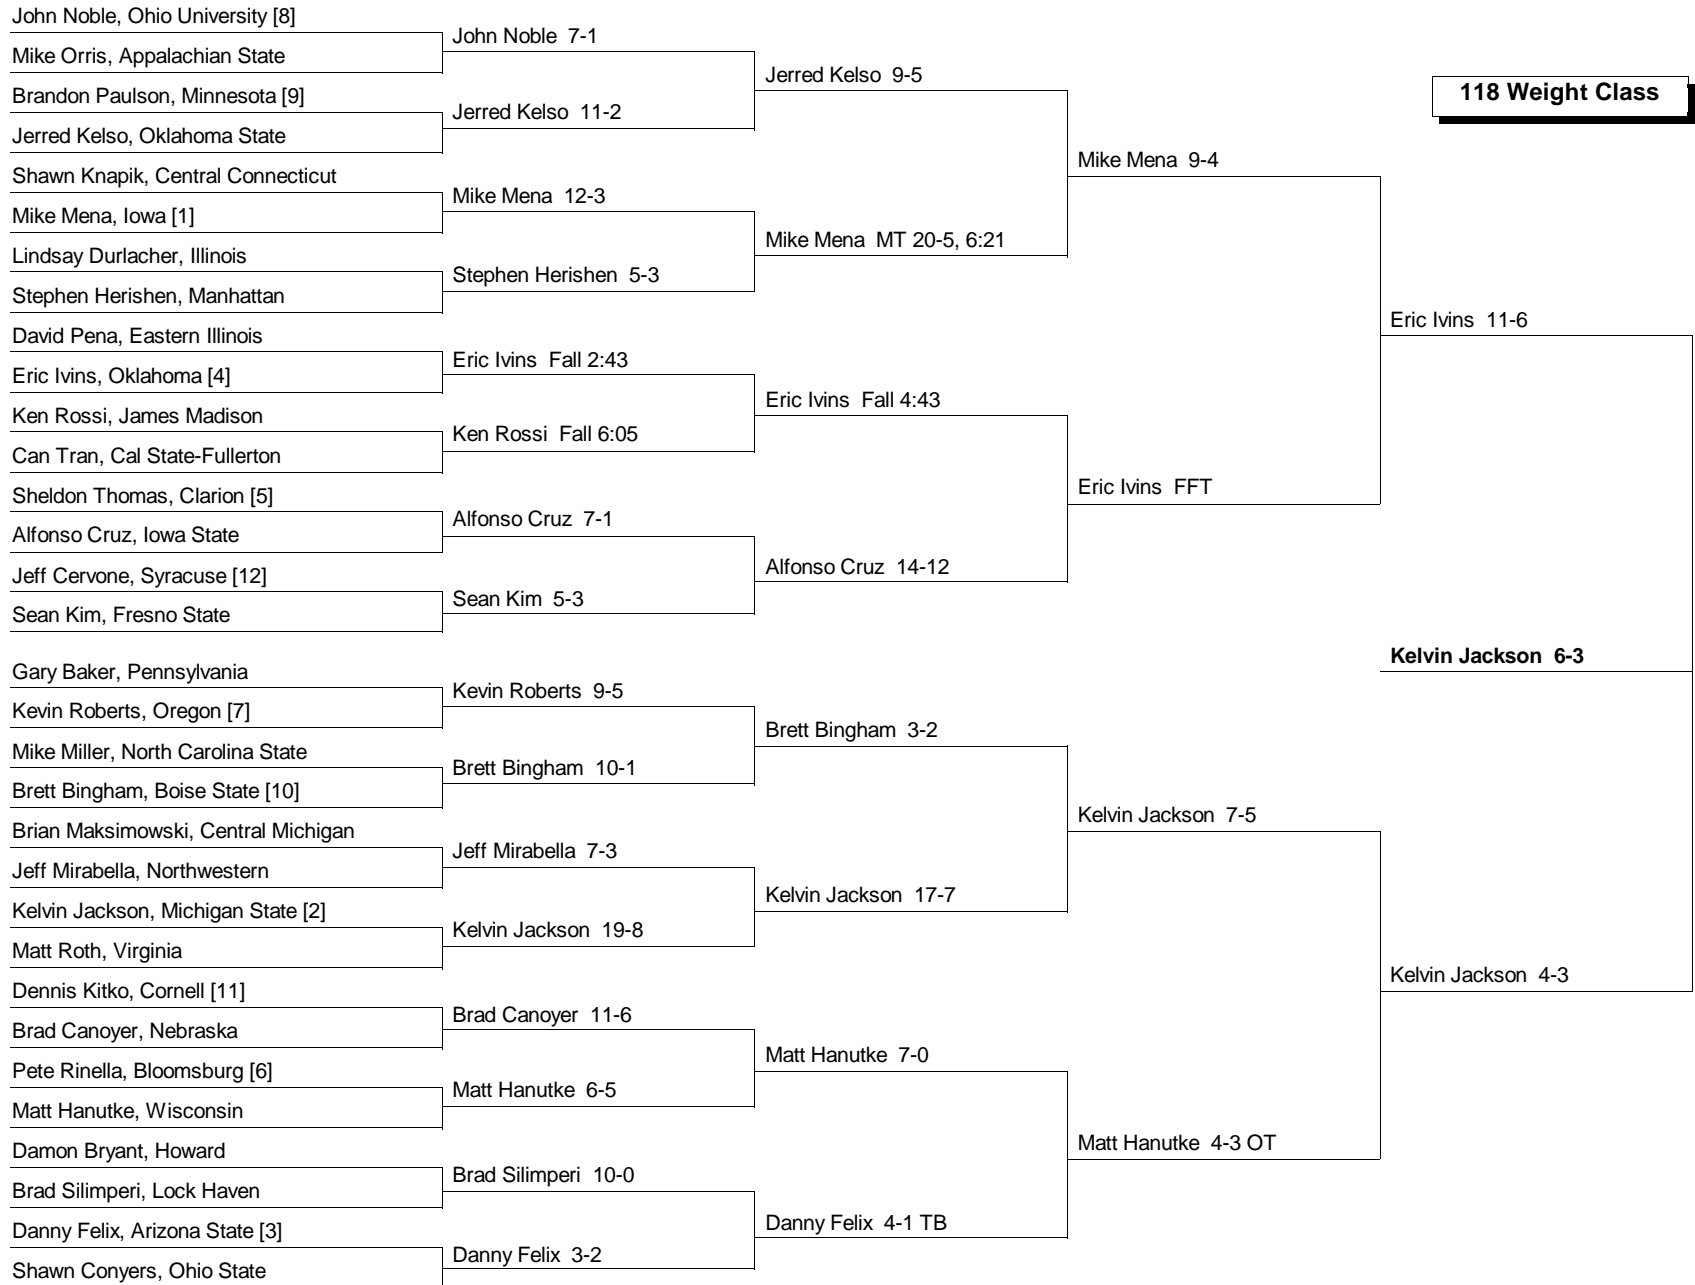 118 Weight Class
John Noble, Ohio University [8]
Mike Orris, Appalachian State
Brandon Paulson, Minnesota [9]
Jerred Kelso, Oklahoma State
Shawn Knapik, Central Connecticut
Mike Mena, Iowa [1]
Lindsay Durlacher, Illinois
Stephen Herishen, Manhattan
David Pena, Eastern Illinois
Eric Ivins, Oklahoma [4]
Ken Rossi, James Madison
Can Tran, Cal State-Fullerton
Sheldon Thomas, Clarion [5]
Alfonso Cruz, Iowa State
Jeff Cervone, Syracuse [12]
Sean Kim, Fresno State
Gary Baker, Pennsylvania
Kevin Roberts, Oregon [7]
Mike Miller, North Carolina State
Brett Bingham, Boise State [10]
Brian Maksimowski, Central Michigan
Jeff Mirabella, Northwestern
Kelvin Jackson, Michigan State [2]
Matt Roth, Virginia
Dennis Kitko, Cornell [11]
Brad Canoyer, Nebraska
Pete Rinella, Bloomsburg [6]
Matt Hanutke, Wisconsin
Damon Bryant, Howard
Brad Silimperi, Lock Haven
Danny Felix, Arizona State [3]
Shawn Conyers, Ohio State
John Noble 7-1
Jerred Kelso 11-2
Mike Mena 12-3
Stephen Herishen 5-3
Eric Ivins Fall 2:43
Ken Rossi Fall 6:05
Alfonso Cruz 7-1
Sean Kim 5-3
Kevin Roberts 9-5
Brett Bingham 10-1
Jeff Mirabella 7-3
Kelvin Jackson 19-8
Brad Canoyer 11-6
Matt Hanutke 6-5
Brad Silimperi 10-0
Danny Felix 3-2
Jerred Kelso 9-5
Mike Mena MT 20-5, 6:21
Eric Ivins Fall 4:43
Alfonso Cruz 14-12
Brett Bingham 3-2
Kelvin Jackson 17-7
Matt Hanutke 7-0
Danny Felix 4-1 TB
Mike Mena 9-4
Eric Ivins FFT
Kelvin Jackson 7-5
Matt Hanutke 4-3 OT
Eric Ivins 11-6
Kelvin Jackson 4-3
Kelvin Jackson 6-3